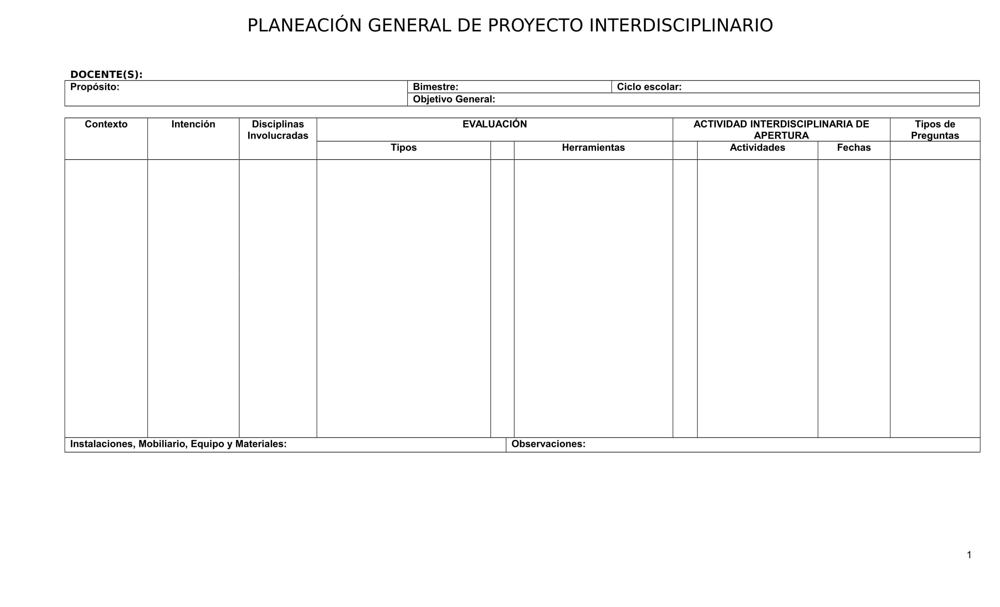 PLANEACIÓN GENERAL DE PROYECTO INTERDISCIPLINARIO
DOCENTE(S):
Propósito:
Bimestre:
Ciclo escolar:
Objetivo General:
Contexto
Intención
Disciplinas
Involucradas
EVALUACIÓN
ACTIVIDAD INTERDISCIPLINARIA DE
APERTURA
Tipos de
Preguntas
Tipos
Herramientas
Actividades
Fechas
Instalaciones, Mobiliario, Equipo y Materiales:
Observaciones:
1